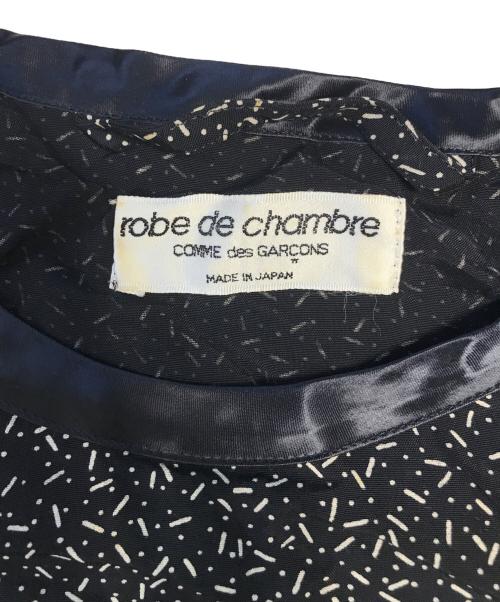 robe de chambre
COMME des GARÇONS
MADE IN JAPAN